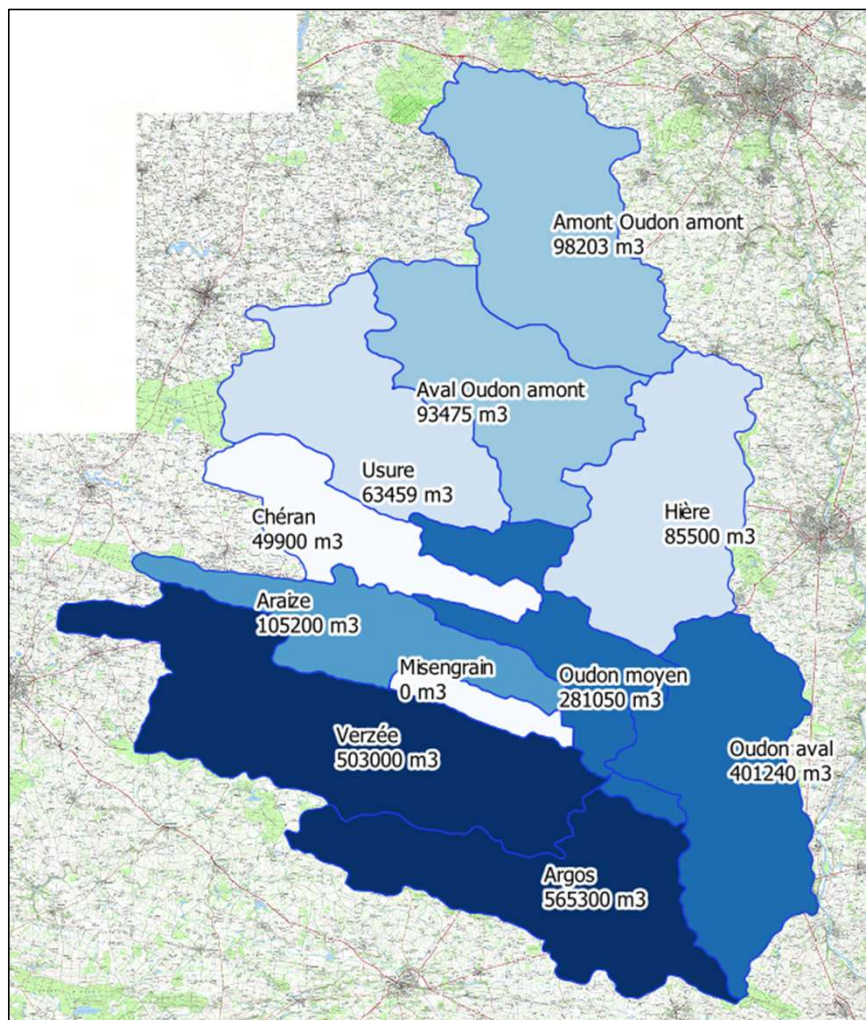 Amont Oudon amont
98203 m3
Aval Oudon amont
93475 m3
Usure
63459 m3
Chéran
49900 m3
Hière
85500 m3
Araize
105200 m3
Misengrain
0 m3
Oudon moyen
281050 m3
Verzée
503000 m3
Oudon aval
401240 m3
Argos
565300 m3